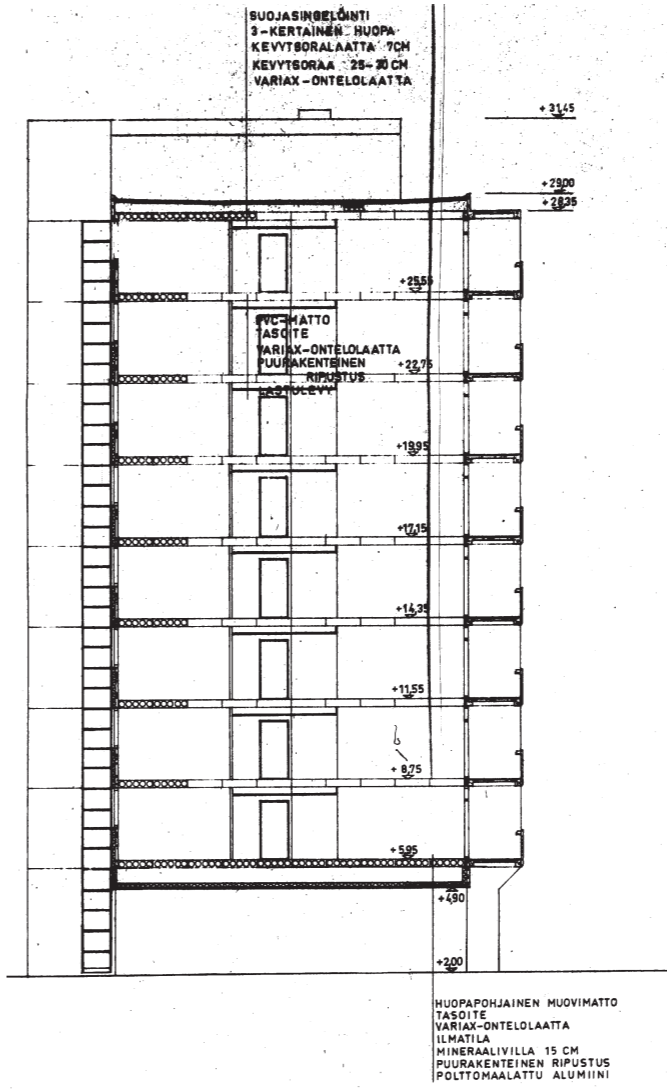 SUOJASINGELÖINTI
3-KERTAINEN HUOPA
KEVYTSORALAATTA 7CM
KEVYTSORAA 25-30 CM
VARIAX-ONTELOLAATTA
+31,45
+29,00
+28,35
+25,55
PVC-MATTO
TASOITE
VARIAX-ONTELOLAATTA
PUURAKENTEINEN
RIPUSTUS
LASTULEVY
+22,75
+19,95
+17,15
+14,35
+11,55
+8,75
+5,95
+4,90
+2,00
HUOPAPOHJAINEN MUOVIMATTO
TASOITE
VARIAX-ONTELOLAATTA
ILMATILA
MINERAALIVILLA 15 CM
PUURAKENTEINEN RIPUSTUS
POLTTOMAALATTU ALUMIINI